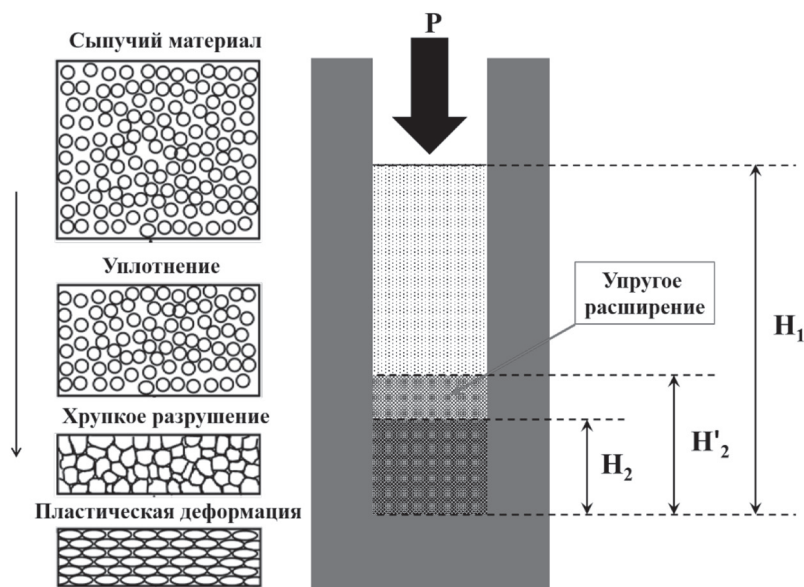 Сыпучий материал
Уплотнение
Хрупкое разрушение
Пластическая деформация
P
Упругое
расширение
H₁
H'₂
H₂